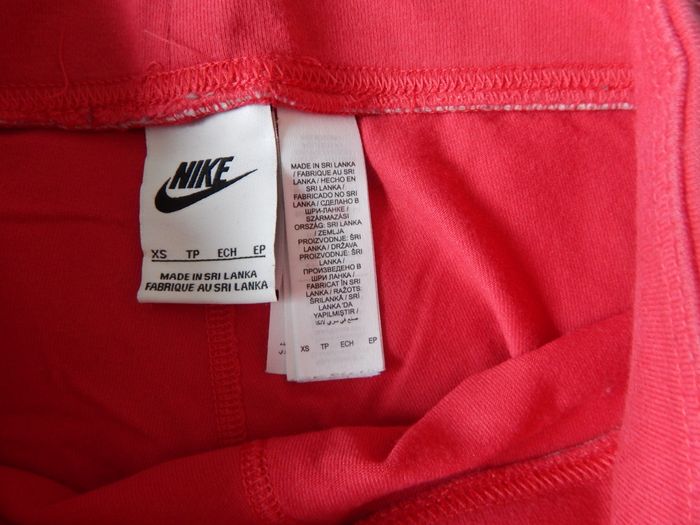 NIKE
XS TP ECH EP
MADE IN SRI LANKA
FABRIQUE AU SRI LANKA
MADE IN SRI LANKA
/ FABRIQUE AU SRI
LANKA / HECHO EN
SRI LANKA /
FABRICADO NO SRI
LANKA / СДЕЛАНО В
ШРИ-ЛАНКЕ /
SZÁRMAZÁSI
ORSZÁG: SRI LANKA
/ ZEMLJA
PROIZVODNJE: ŠRI
LANKA / DRŽAVA
PROIZVODNJE: ŠRI
LANKA /
ПРОИЗВЕДЕНО В
ШРИ ЛАНКА /
FABRICAT ÎN SRI
LANKA / RAŽOTS:
ŠRILANKĀ / SRİ
LANKA 'DA
YAPILMIŞTIR /
صنع في سري لانكا
XS TP ECH EP